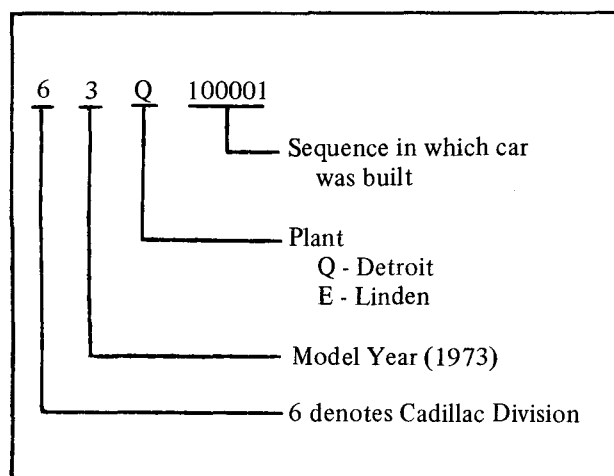 6 3 Q 100001
Sequence in which car
was built
Plant
Q - Detroit
E - Linden
Model Year (1973)
6 denotes Cadillac Division